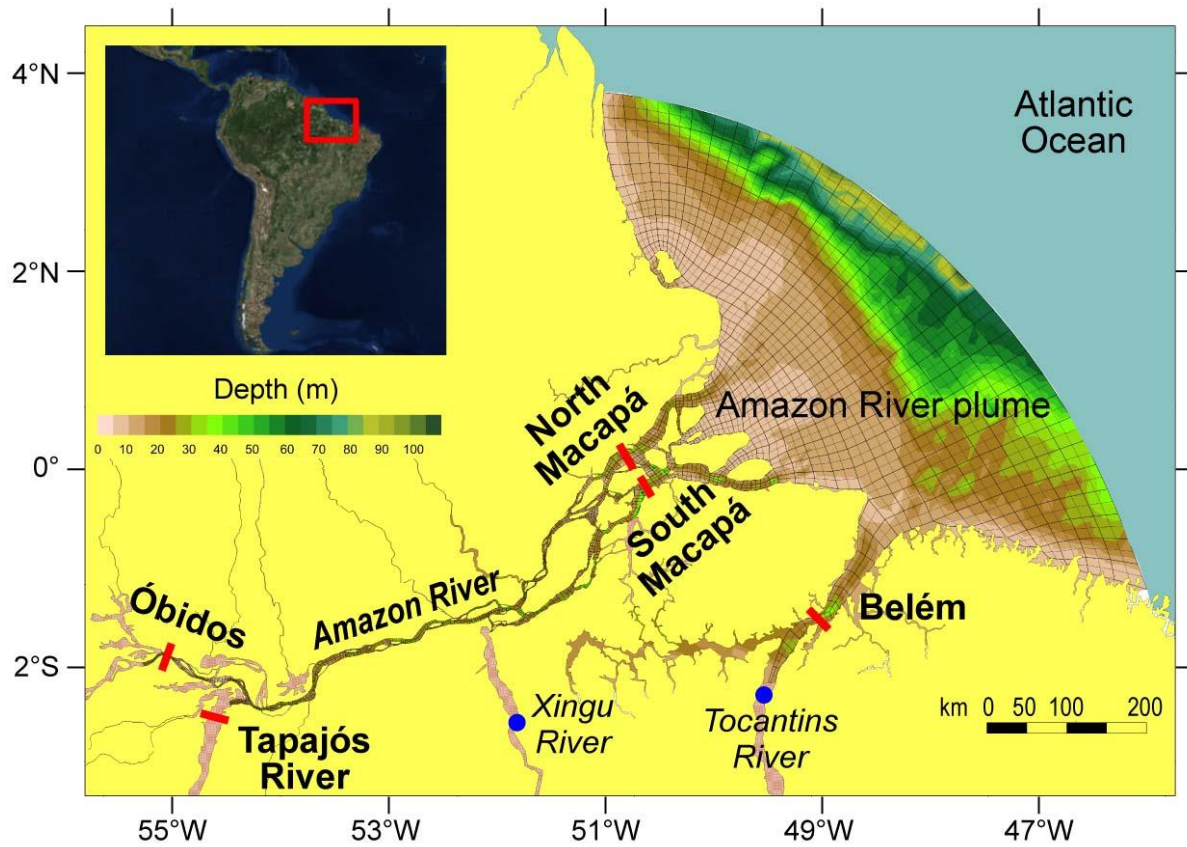 4°N
2°N
0°
2°S
Atlantic
Ocean
Depth (m)
0 10 20 30 40 50 60 70 80 90 100
North
Macapá
Amazon River plume
South
Macapá
Óbidos
Amazon River
Belém
Tapajós
River
Xingu
River
Tocantins
River
km 0 50 100 200
55°W 53°W 51°W 49°W 47°W